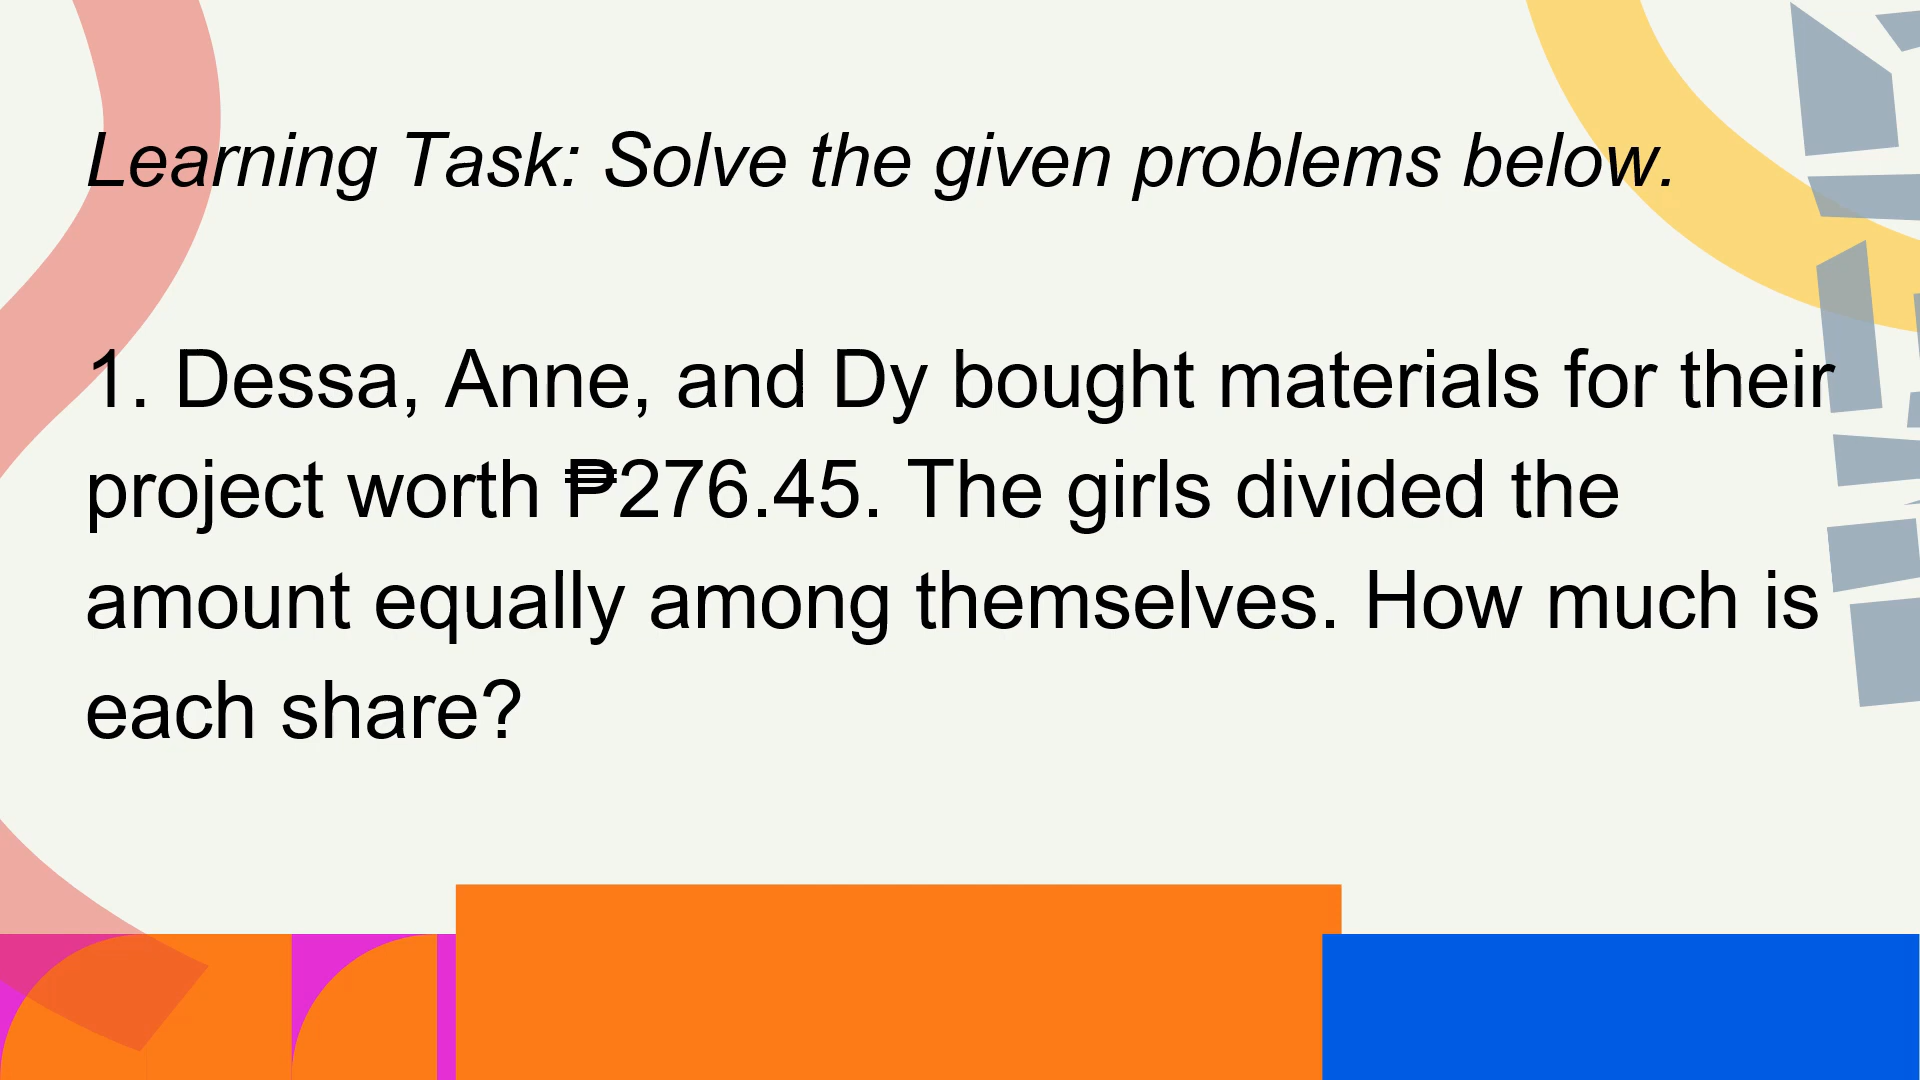 Learning Task: Solve the given problems below.
1. Dessa, Anne, and Dy bought materials for their
project worth ₱276.45. The girls divided the
amount equally among themselves. How much is
each share?